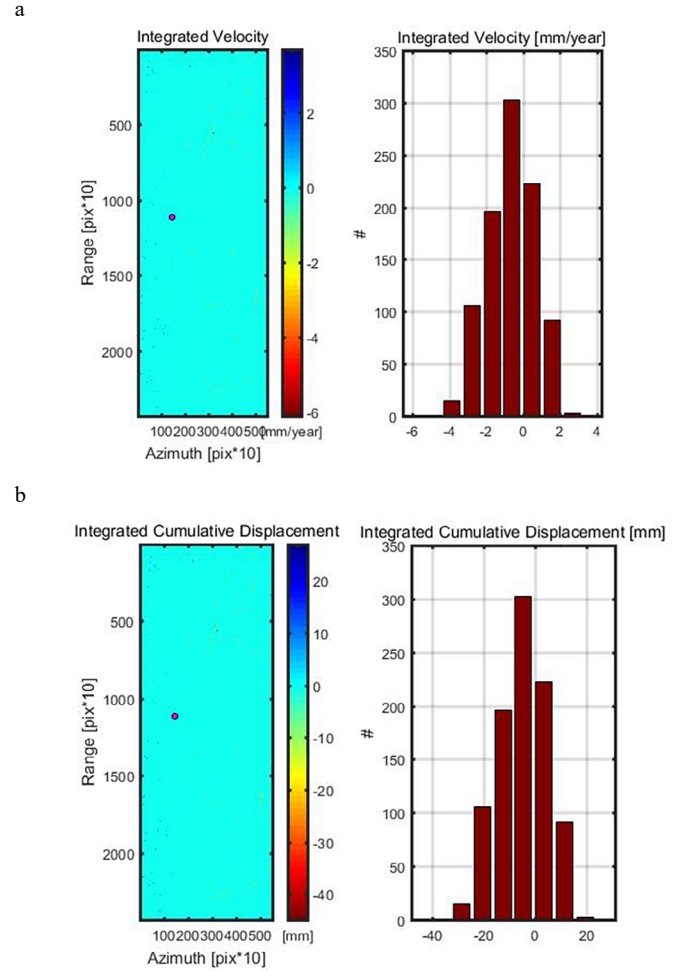 a
Integrated Velocity
500
1000
1500
2000
Range [pix*10]
100200300400500
Azimuth [pix*10]
2
0
-2
-4
-6
[mm/year]
Integrated Velocity [mm/year]
350
300
250
200
150
100
50
0
#
-6 -4 -2 0 2 4
b
Integrated Cumulative Displacement
500
1000
1500
2000
Range [pix*10]
100200300400500
Azimuth [pix*10]
20
10
0
-10
-20
-30
-40
[mm]
Integrated Cumulative Displacement [mm]
350
300
250
200
150
100
50
0
#
-40 -20 0 20